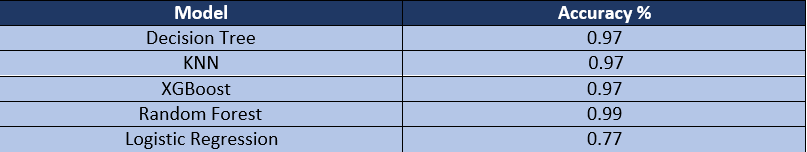 Model Accuracy %
Decision Tree 0.97
KNN 0.97
XGBoost 0.97
Random Forest 0.99
Logistic Regression 0.77